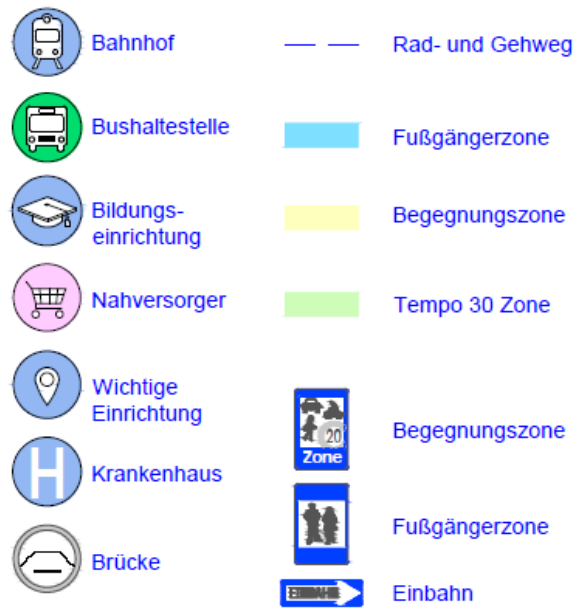 Bahnhof
Bushaltestelle
Bildungs-
einrichtung
Nahversorger
Wichtige
Einrichtung
H
Krankenhaus
Brücke
Rad- und Gehweg
Fußgängerzone
Begegnungszone
Tempo 30 Zone
20
Zone
Begegnungszone
Fußgängerzone
EINBAHN
Einbahn